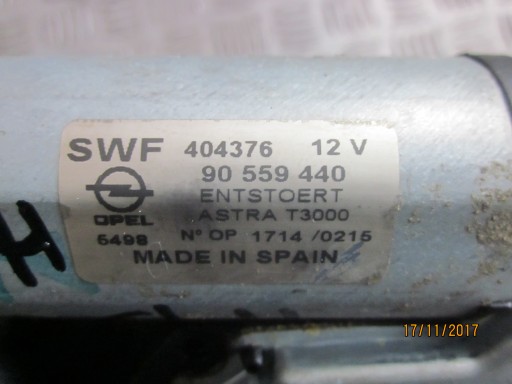 SWF 404376 12 V
90 559 440
ENTSTOERT
OPEL ASTRA T3000
5498 Nº OP 1714 /0215
MADE IN SPAIN
H
17/11/2017